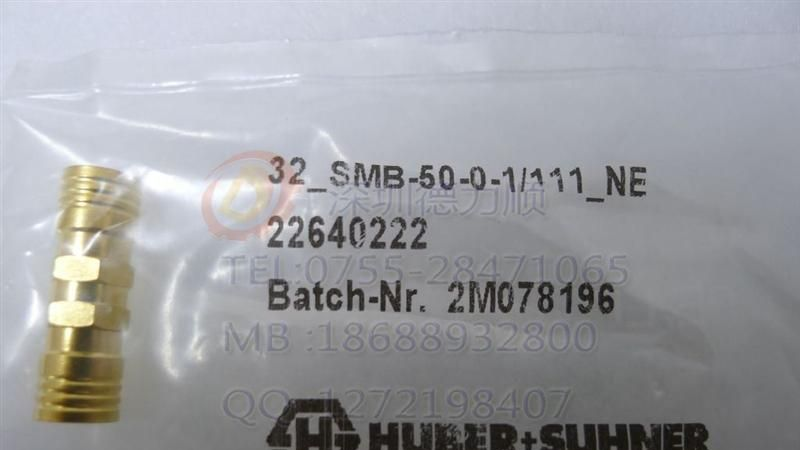 32_SMB-50-0-1/111_NE
深圳德力顺
22640222
TEL:0755-28471065
Batch-Nr. 2M078196
MB :18688932800
QQ:1272198407
HUBER+SUHNER